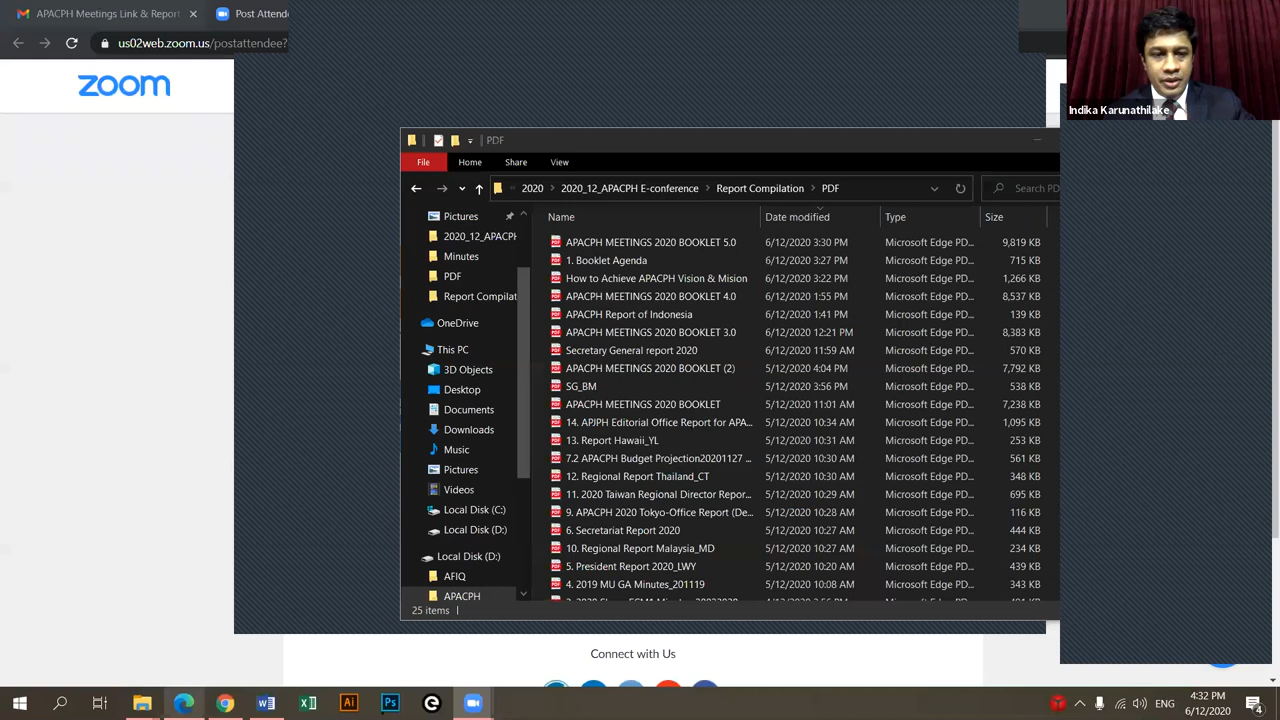 APACPH Meetings Link & Report
Post Attend
us02web.zoom.us/postattendee?
zoom
Indika Karunathilake
PDF
File Home Share View
2020 2020_12_APACPH E-conference Report Compilation PDF
Search PD
Name Date modified Type Size
Pictures
2020_12_APACPH
Minutes
PDF
Report Compilat
OneDrive
This PC
3D Objects
Desktop
Documents
Downloads
Music
Pictures
Videos
Local Disk (C:)
Local Disk (D:)
Local Disk (D:)
AFIQ
APACPH
APACPH MEETINGS 2020 BOOKLET 5.0 6/12/2020 3:30 PM Microsoft Edge PD... 9,819 KB
1. Booklet Agenda 6/12/2020 3:27 PM Microsoft Edge PD... 715 KB
How to Achieve APACPH Vision & Mision 6/12/2020 3:22 PM Microsoft Edge PD... 1,266 KB
APACPH MEETINGS 2020 BOOKLET 4.0 6/12/2020 1:55 PM Microsoft Edge PD... 8,537 KB
APACPH Report of Indonesia 6/12/2020 1:41 PM Microsoft Edge PD... 139 KB
APACPH MEETINGS 2020 BOOKLET 3.0 6/12/2020 12:21 PM Microsoft Edge PD... 8,383 KB
Secretary General report 2020 6/12/2020 11:59 AM Microsoft Edge PD... 570 KB
APACPH MEETINGS 2020 BOOKLET (2) 5/12/2020 4:04 PM Microsoft Edge PD... 7,792 KB
SG_BM 5/12/2020 3:56 PM Microsoft Edge PD... 538 KB
APACPH MEETINGS 2020 BOOKLET 5/12/2020 11:01 AM Microsoft Edge PD... 7,238 KB
14. APJPH Editorial Office Report for APA... 5/12/2020 10:34 AM Microsoft Edge PD... 1,095 KB
13. Report Hawaii_YL 5/12/2020 10:31 AM Microsoft Edge PD... 253 KB
7.2 APACPH Budget Projection20201127 ... 5/12/2020 10:30 AM Microsoft Edge PD... 561 KB
12. Regional Report Thailand_CT 5/12/2020 10:30 AM Microsoft Edge PD... 348 KB
11. 2020 Taiwan Regional Director Repor... 5/12/2020 10:29 AM Microsoft Edge PD... 695 KB
9. APACPH 2020 Tokyo-Office Report (De... 5/12/2020 10:28 AM Microsoft Edge PD... 116 KB
6. Secretariat Report 2020 5/12/2020 10:27 AM Microsoft Edge PD... 444 KB
10. Regional Report Malaysia_MD 5/12/2020 10:27 AM Microsoft Edge PD... 234 KB
5. President Report 2020_LWY 5/12/2020 10:20 AM Microsoft Edge PD... 439 KB
4. 2019 MU GA Minutes_201119 5/12/2020 10:08 AM Microsoft Edge PD... 343 KB
25 items
Connect with Us
ENG
4:32 PM
6/12/2020
4